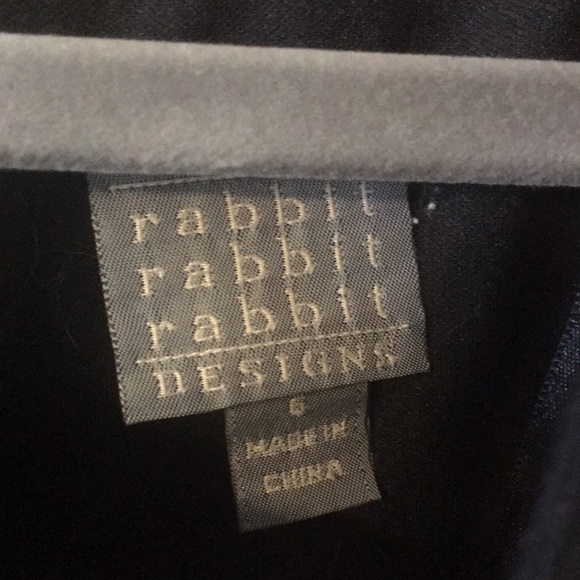 rabbit
rabbit
rabbit
DESIGNS
6
MADE IN
CHINA